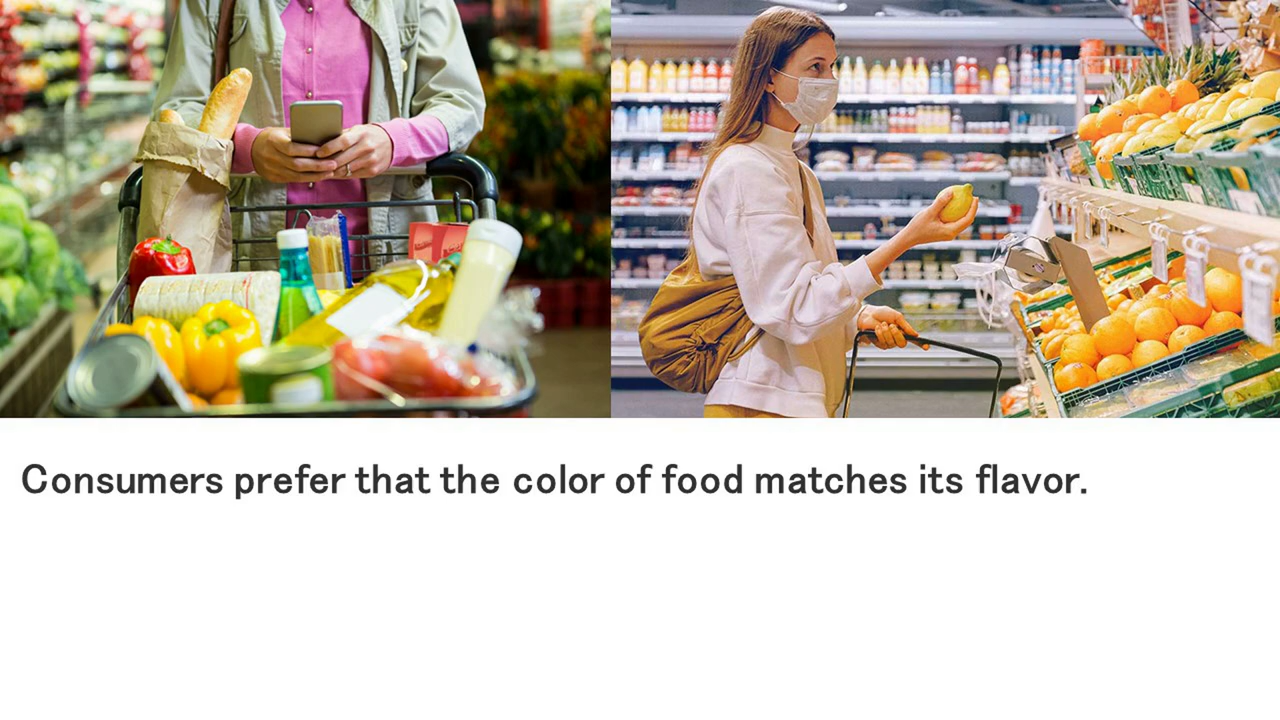 Consumers prefer that the color of food matches its flavor.